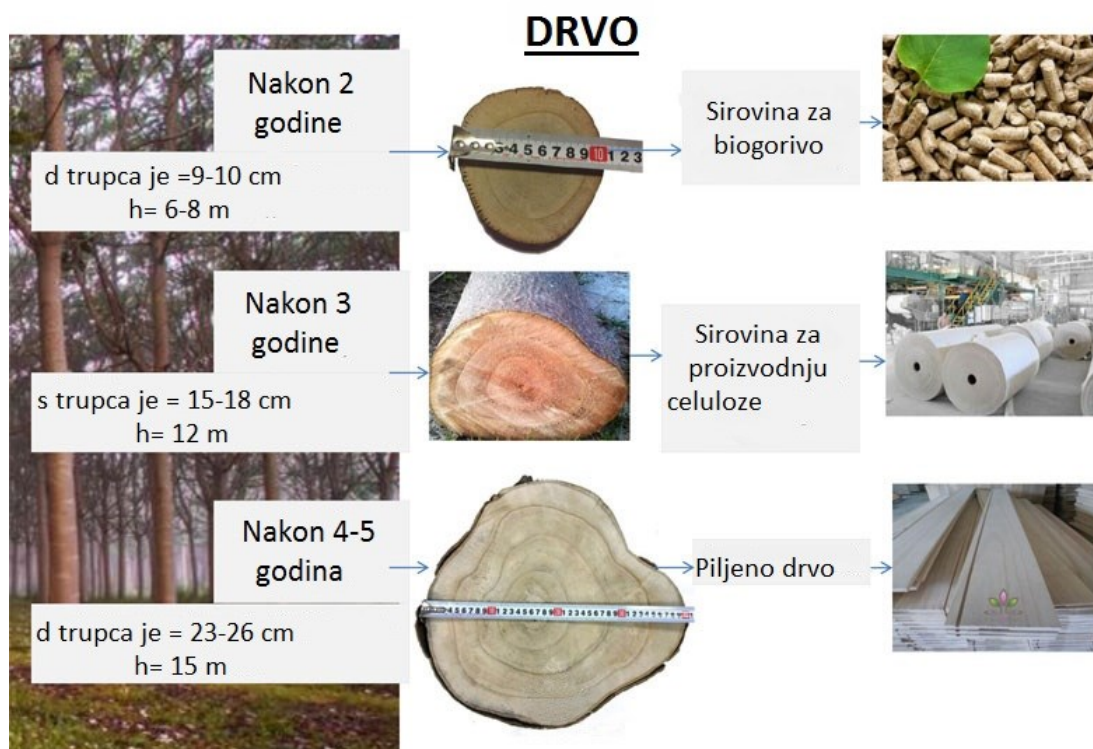 DRVO
Nakon 2
godine
d trupca je =9-10 cm
h= 6-8 m
Sirovina za
biogorivo
Nakon 3
godine
s trupca je = 15-18 cm
h= 12 m
Sirovina za
proizvodnju
celuloze
Nakon 4-5
godina
d trupca je = 23-26 cm
h= 15 m
Piljeno drvo